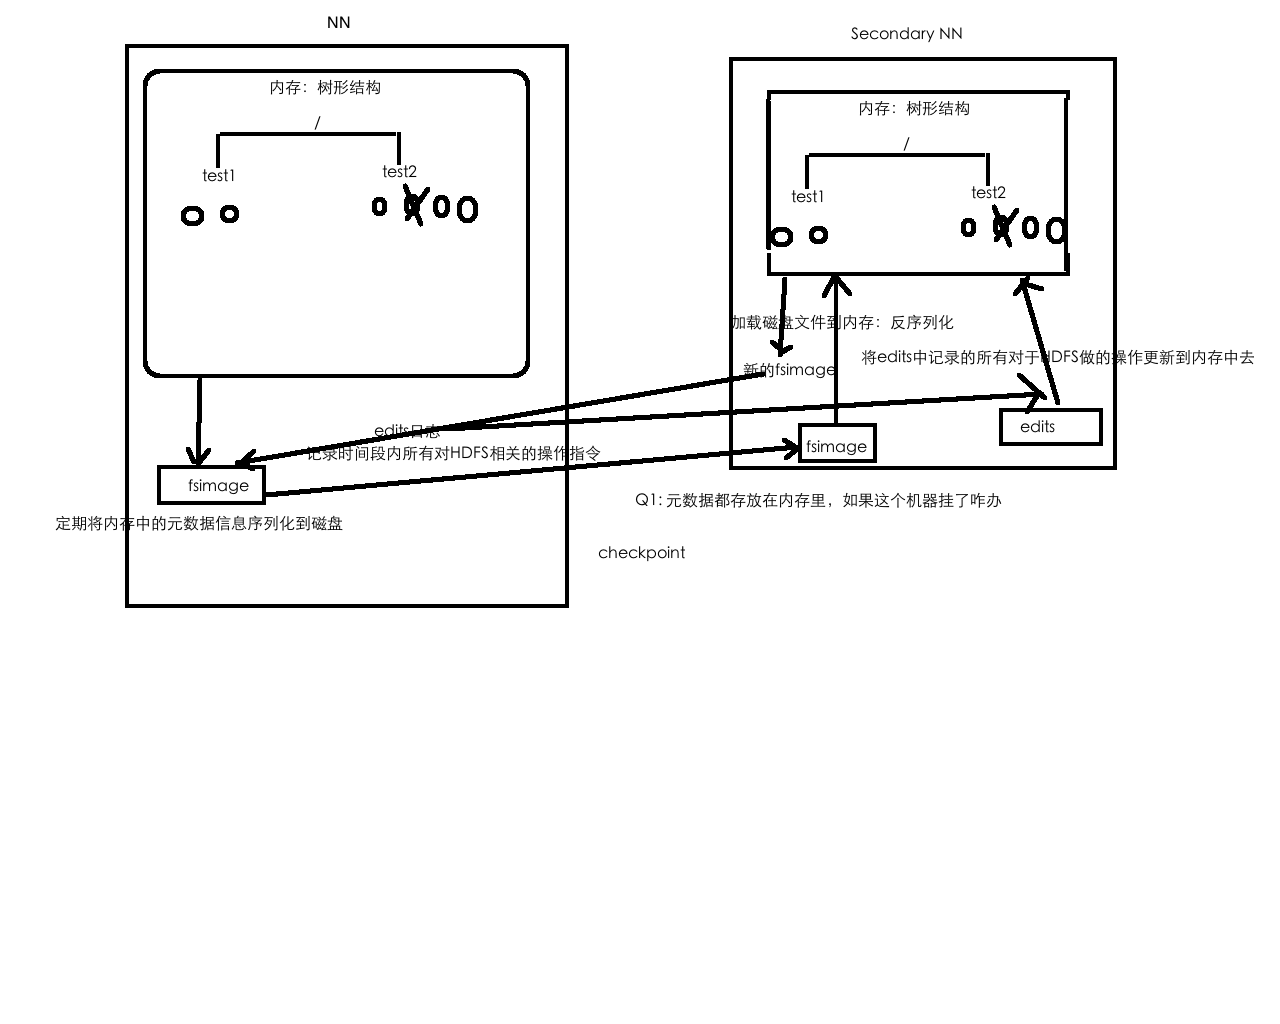 NN
内存：树形结构
/
test1
test2
edits日志
记录时间段内所有对HDFS相关的操作指令
fsimage
定期将内存中的元数据信息序列化到磁盘
Secondary NN
内存：树形结构
/
test1
test2
加载磁盘文件到内存：反序列化
将edits中记录的所有对于HDFS做的操作更新到内存中去
新的fsimage
edits
fsimage
Q1: 元数据都存放在内存里，如果这个机器挂了咋办
checkpoint